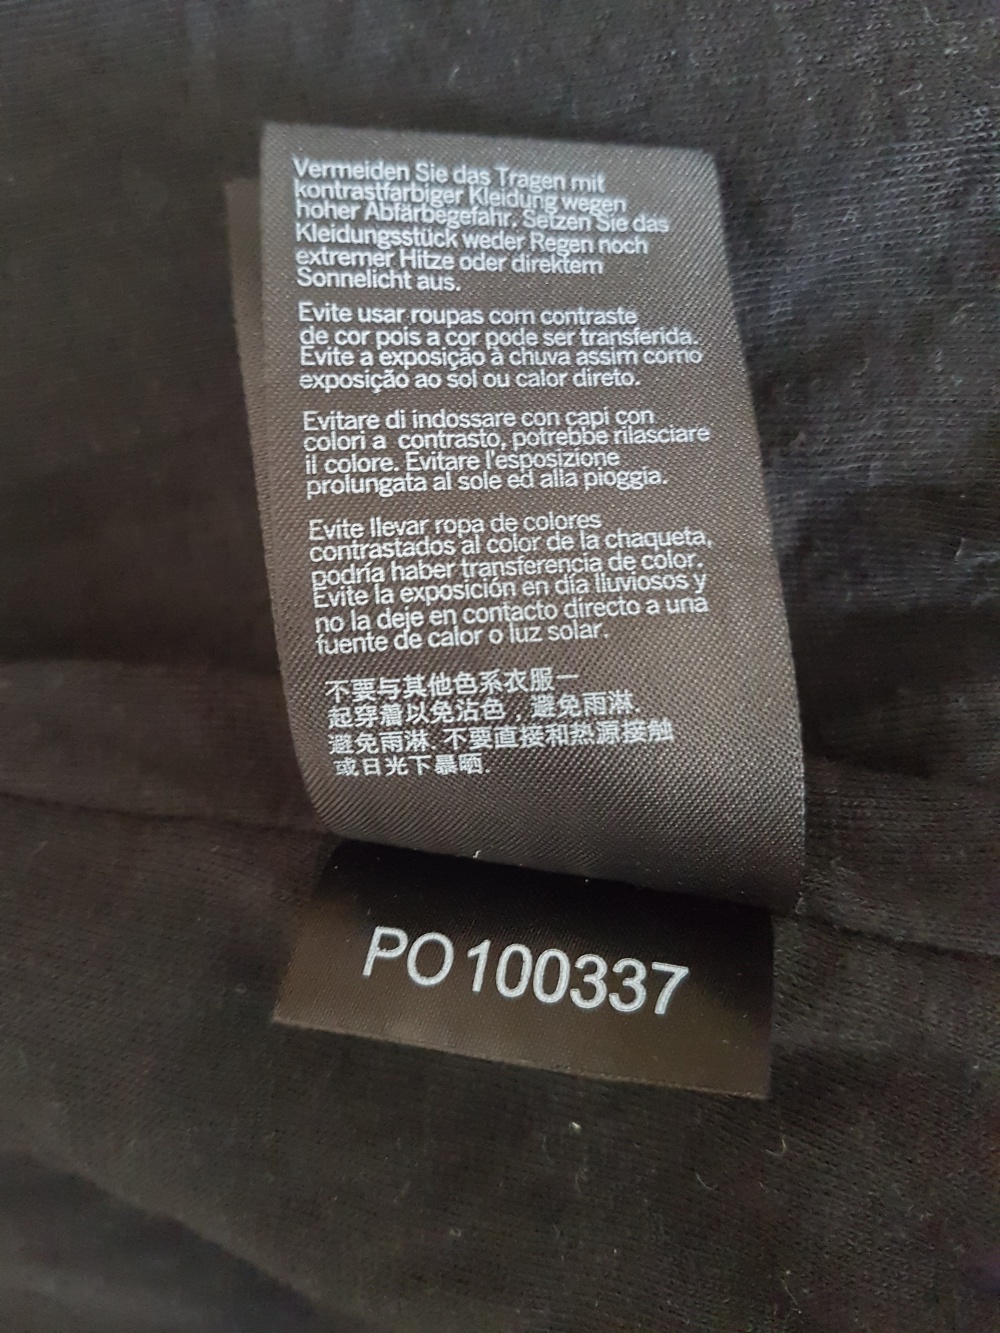 Vermeiden Sie das Tragen mit
kontrastfarbiger Kleidung wegen
hoher Abfärbegefahr. Setzen Sie das
Kleidungsstück weder Regen noch
extremer Hitze oder direktem
Sonnelicht aus.
Evite usar roupas com contraste
de cor pois a cor pode ser transferida.
Evite a exposição à chuva assim como
exposição ao sol ou calor direto.
Evitare di indossare con capi con
colori a contrasto, potrebbe rilasciare
il colore. Evitare l'esposizione
prolungata al sole ed alla pioggia.
Evite llevar ropa de colores
contrastados al color de la chaqueta,
podría haber transferencia de color.
Evite la exposición en día lluviosos y
no la deje en contacto directo a una
fuente de calor o luz solar.
不要与其他色系衣服一
起穿着以免沾色，避免雨淋.
避免雨淋. 不要直接和热源接触
或日光下暴晒.
PO100337